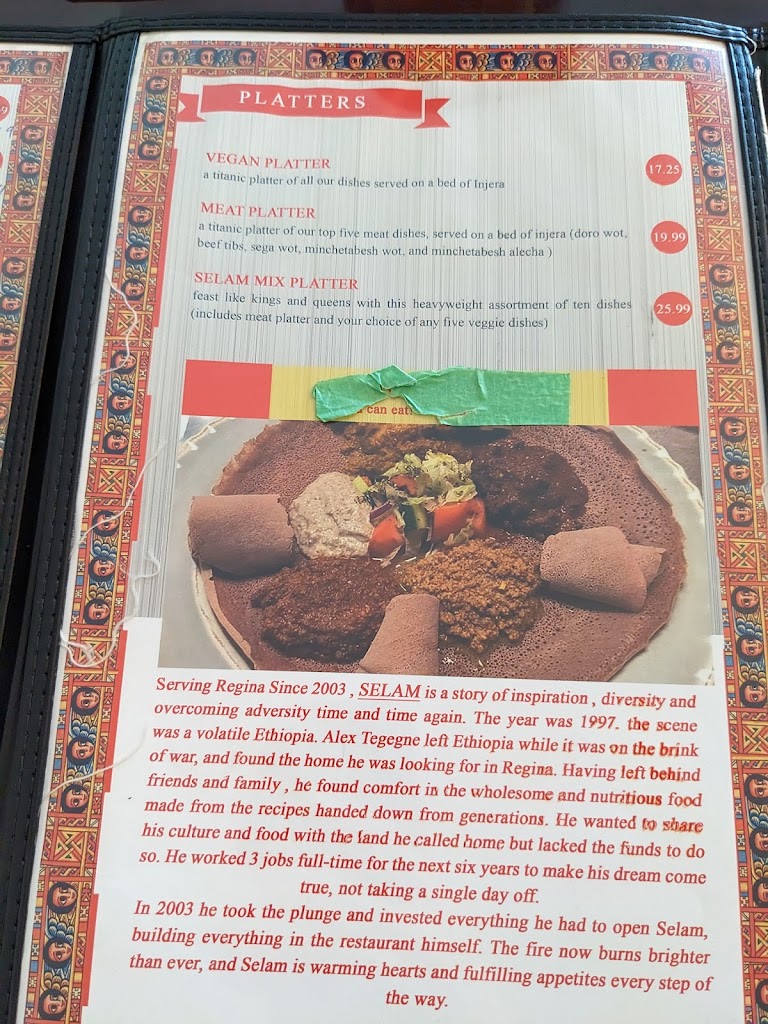 PLATTERS
VEGAN PLATTER
17.25
a titanic platter of all our dishes served on a bed of Injera
MEAT PLATTER
a titanic platter of our top five meat dishes, served on a bed of injera (doro wot,
19.99
beef tibs, sega wot, minchetabesh wot, and minchetabesh alecha )
SELAM MIX PLATTER
feast like kings and queens with this heavyweight assortment of ten dishes
25.99
(includes meat platter and your choice of any five veggie dishes)
can eat!
Serving Regina Since 2003 , SELAM is a story of inspiration , diversity and
overcoming adversity time and time again. The year was 1997. the scene
was a volatile Ethiopia. Alex Tegegne left Ethiopia while it was on the brink
of war, and found the home he was looking for in Regina. Having left behind
friends and family , he found comfort in the wholesome and nutritious food
made from the recipes handed down from generations. He wanted to share
his culture and food with the land he called home but lacked the funds to do
so. He worked 3 jobs full-time for the next six years to make his dream come
true, not taking a single day off.
In 2003 he took the plunge and invested everything he had to open Selam,
building everything in the restaurant himself. The fire now burns brighter
than ever, and Selam is warming hearts and fulfilling appetites every step of
the way.